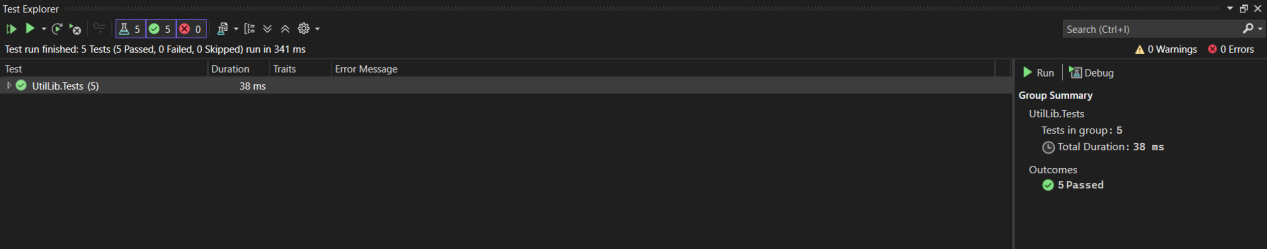 Test Explorer
5 5 0
Search (Ctrl+I)
Test run finished: 5 Tests (5 Passed, 0 Failed, 0 Skipped) run in 341 ms
0 Warnings 0 Errors
Test Duration Traits Error Message
UtilLib.Tests (5) 38 ms
Run Debug
Group Summary
UtilLib.Tests
Tests in group: 5
Total Duration: 38 ms
Outcomes
5 Passed